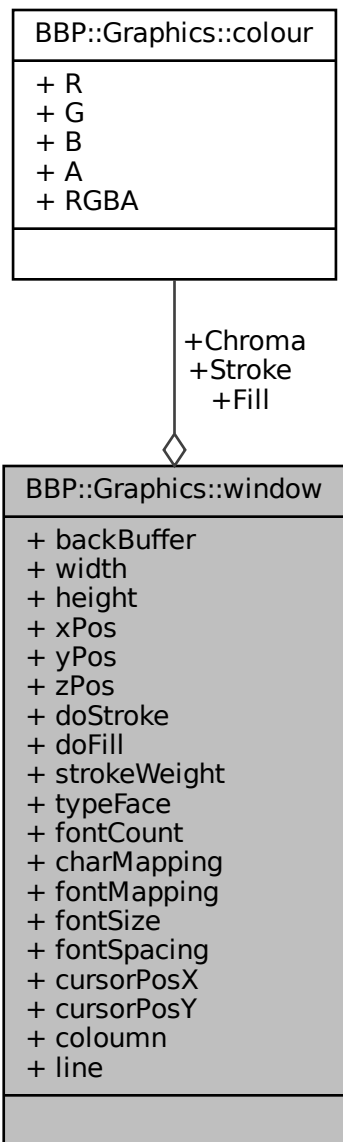 BBP::Graphics::colour
+ R
+ G
+ B
+ A
+ RGBA
+Chroma
+Stroke
+Fill
BBP::Graphics::window
+ backBuffer
+ width
+ height
+ xPos
+ yPos
+ zPos
+ doStroke
+ doFill
+ strokeWeight
+ typeFace
+ fontCount
+ charMapping
+ fontMapping
+ fontSize
+ fontSpacing
+ cursorPosX
+ cursorPosY
+ coloumn
+ line